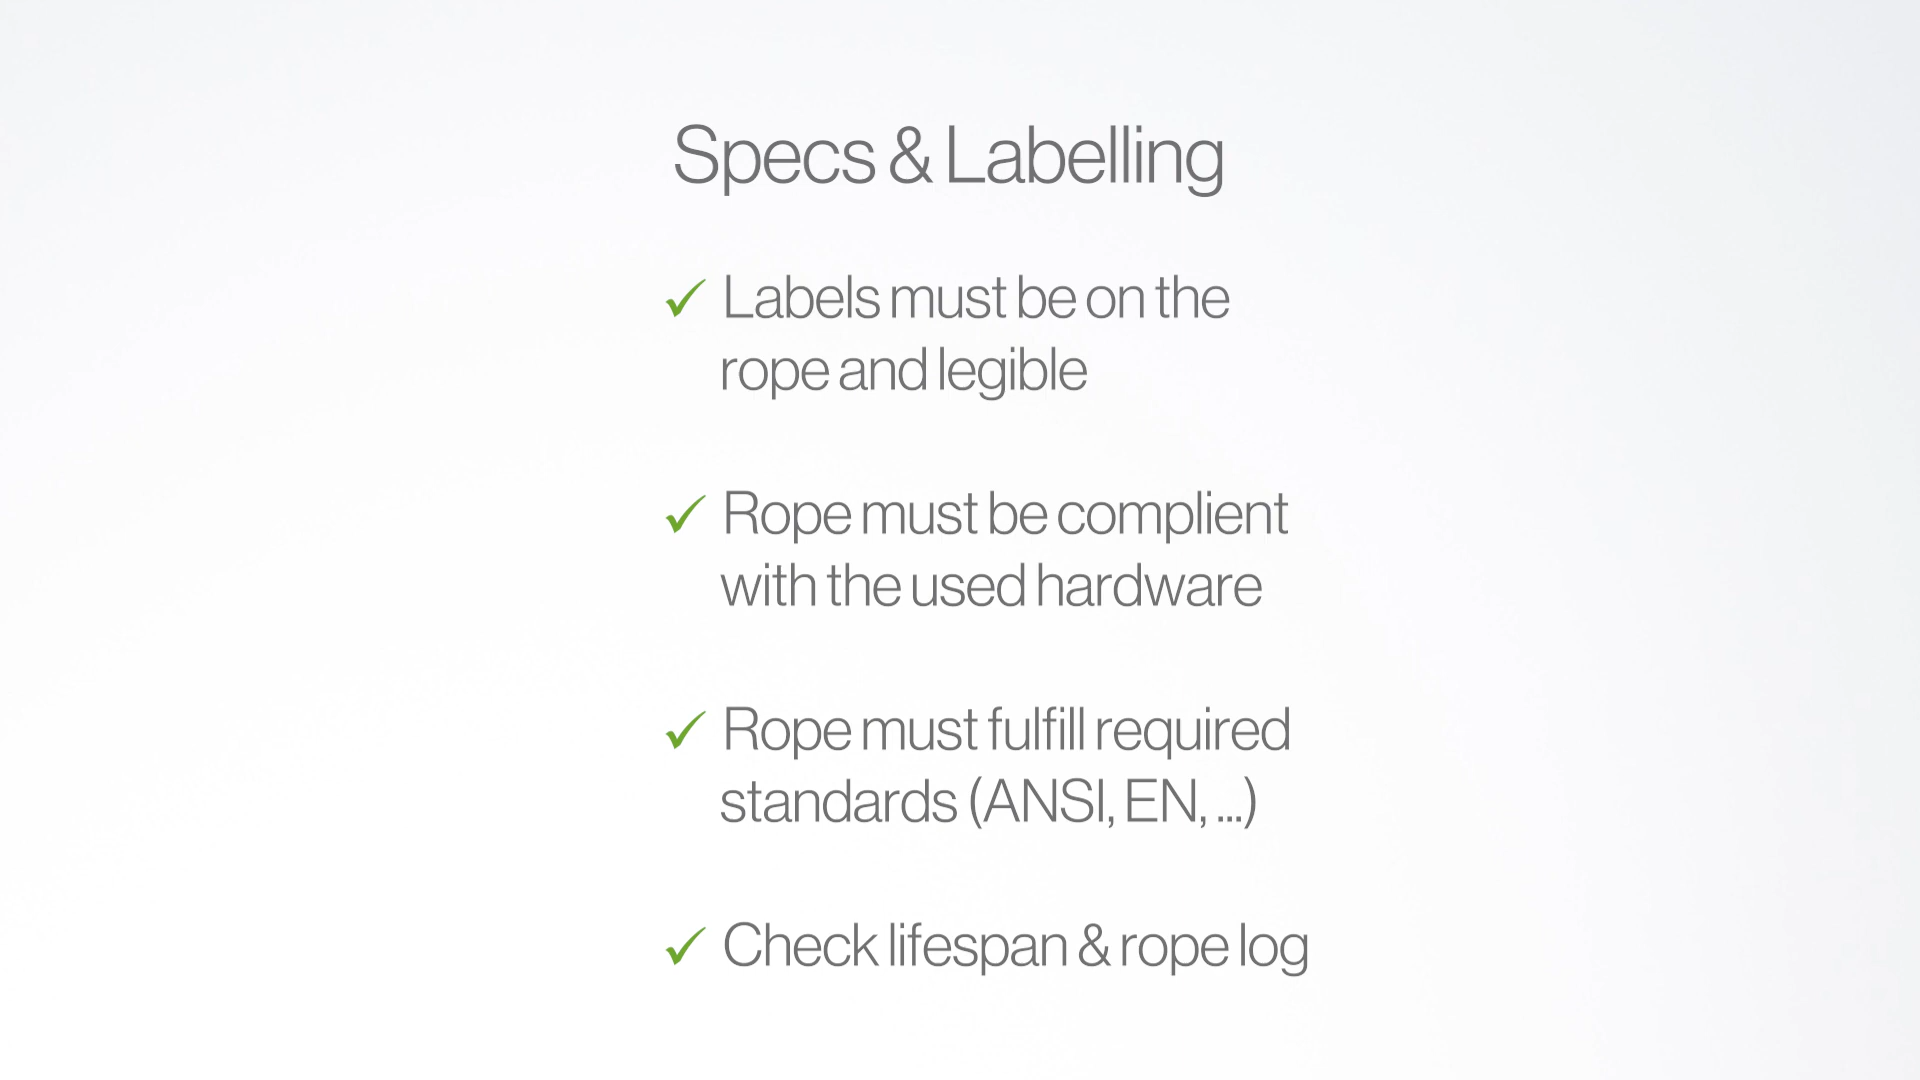 Specs & Labelling
✓ Labels must be on the
rope and legible
✓ Rope must be complient
with the used hardware
✓ Rope must fulfill required
standards (ANSI, EN, ...)
✓ Check lifespan & rope log